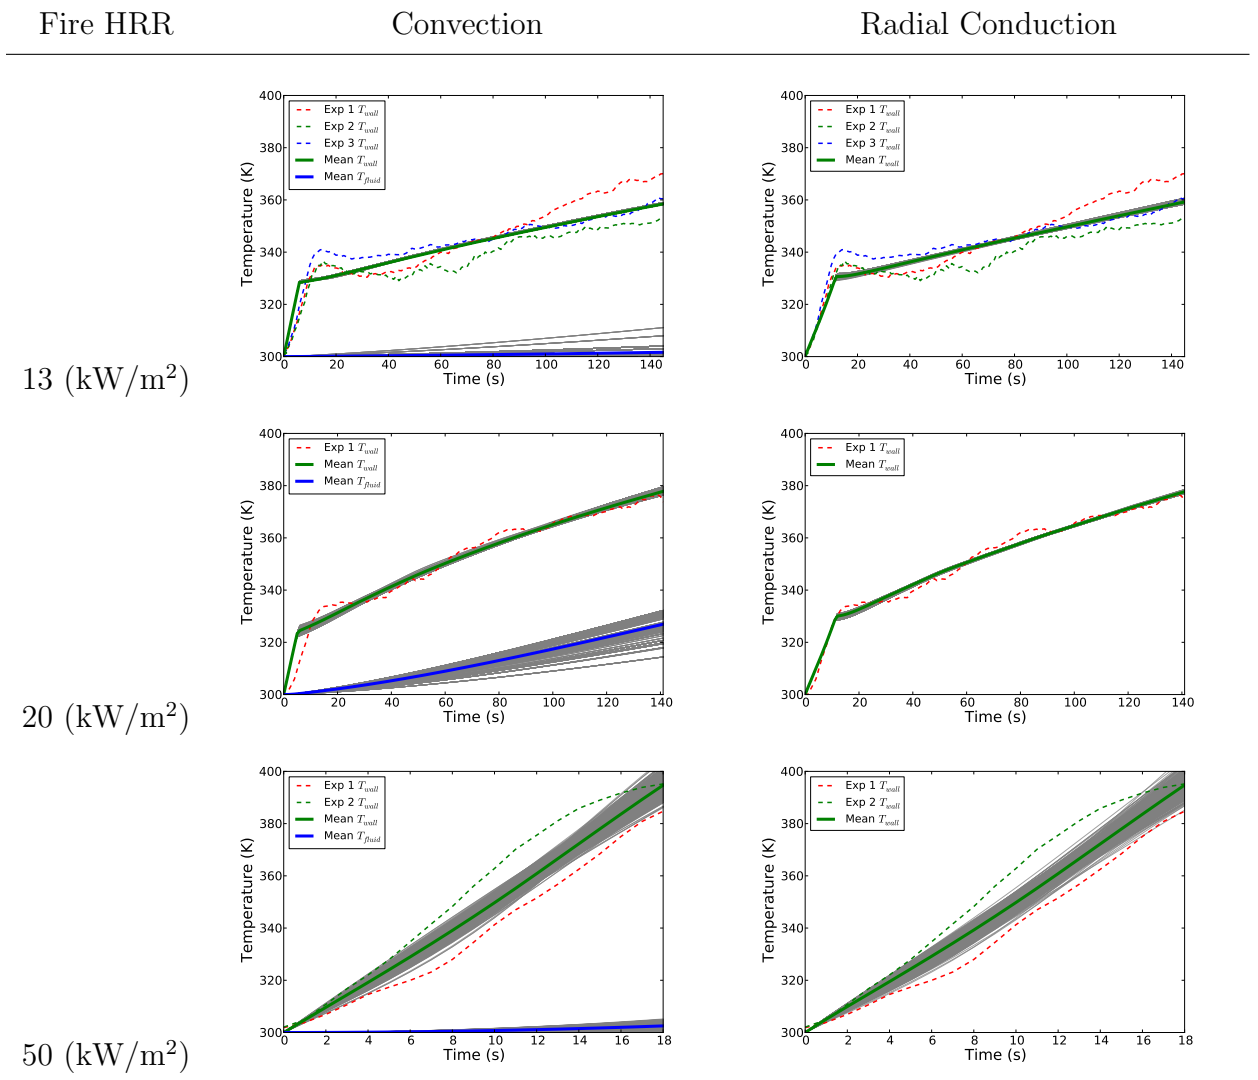 Fire HRR Convection Radial Conduction
13 (kW/m²)
400
380
360
340
320
300
0 20 40 60 80 100 120 140
Temperature (K)
Time (s)
Exp 1 T_wall
Exp 2 T_wall
Exp 3 T_wall
Mean T_wall
Mean T_fluid
400
380
360
340
320
300
0 20 40 60 80 100 120 140
Temperature (K)
Time (s)
Exp 1 T_wall
Exp 2 T_wall
Exp 3 T_wall
Mean T_wall
20 (kW/m²)
400
380
360
340
320
300
0 20 40 60 80 100 120 140
Temperature (K)
Time (s)
Exp 1 T_wall
Mean T_wall
Mean T_fluid
400
380
360
340
320
300
0 20 40 60 80 100 120 140
Temperature (K)
Time (s)
Exp 1 T_wall
Mean T_wall
50 (kW/m²)
400
380
360
340
320
300
0 2 4 6 8 10 12 14 16 18
Temperature (K)
Time (s)
Exp 1 T_wall
Exp 2 T_wall
Mean T_wall
Mean T_fluid
400
380
360
340
320
300
0 2 4 6 8 10 12 14 16 18
Temperature (K)
Time (s)
Exp 1 T_wall
Exp 2 T_wall
Mean T_wall